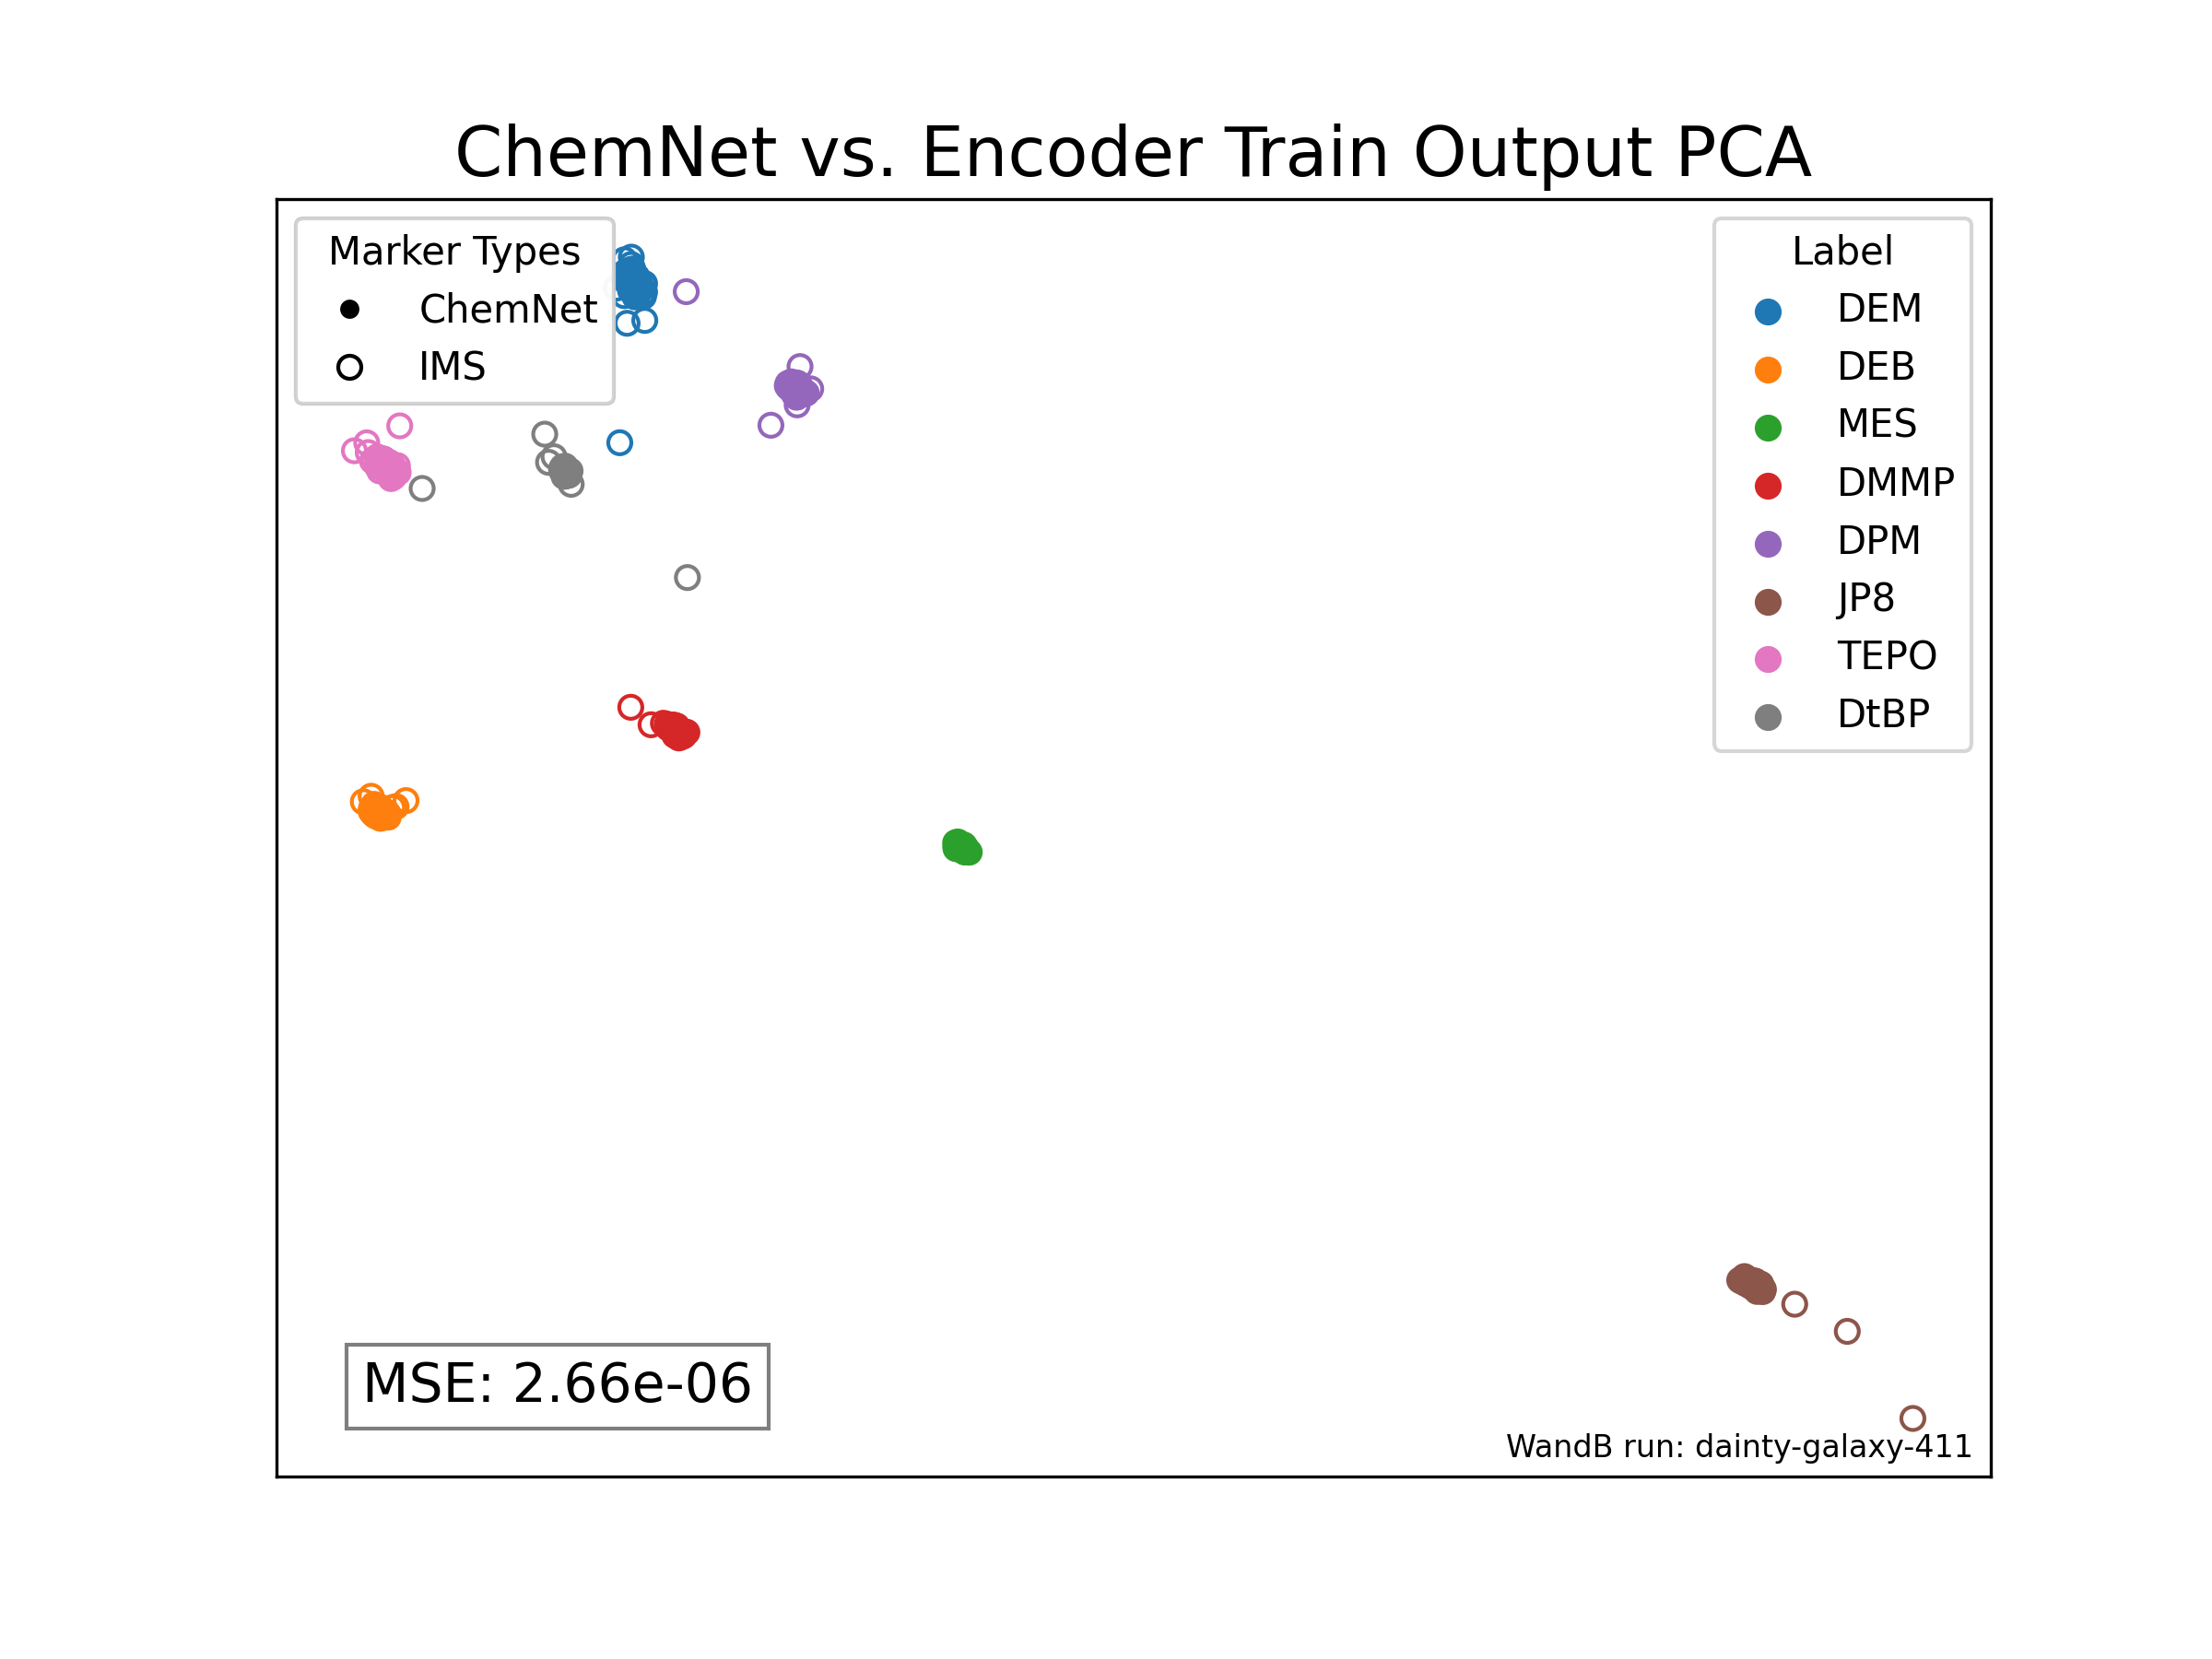 ChemNet vs. Encoder Train Output PCA
Marker Types
ChemNet
IMS
Label
DEM
DEB
MES
DMMP
DPM
JP8
TEPO
DtBP
MSE: 2.66e-06
WandB run: dainty-galaxy-411